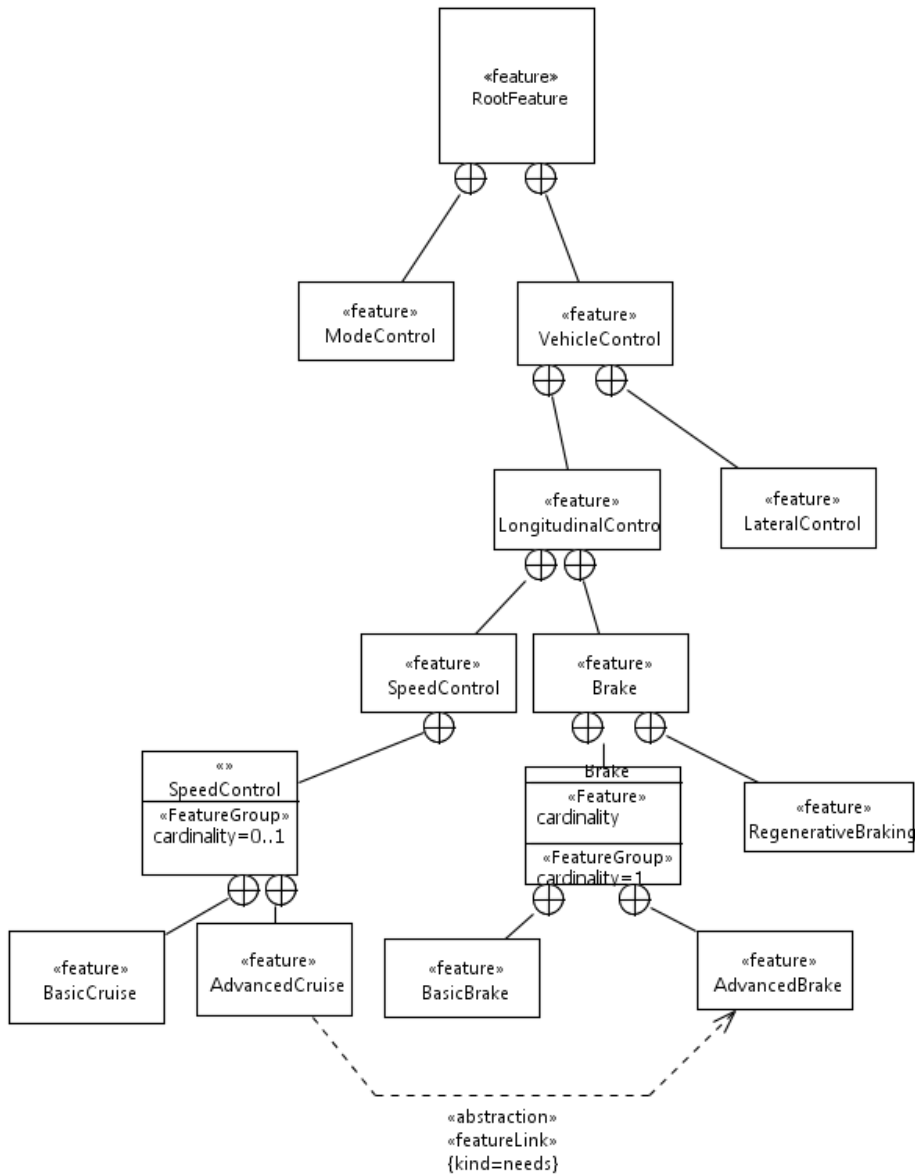 «feature»
RootFeature
«feature»
ModeControl
«feature»
VehicleControl
«feature»
LongitudinalContro
«feature»
LateralControl
«feature»
SpeedControl
«feature»
Brake
«»
SpeedControl
«FeatureGroup»
cardinality=0..1
Brake
«Feature»
cardinality
«FeatureGroup»
cardinality=1
«feature»
RegenerativeBraking
«feature»
BasicCruise
«feature»
AdvancedCruise
«feature»
BasicBrake
«feature»
AdvancedBrake
«abstraction»
«featureLink»
{kind=needs}